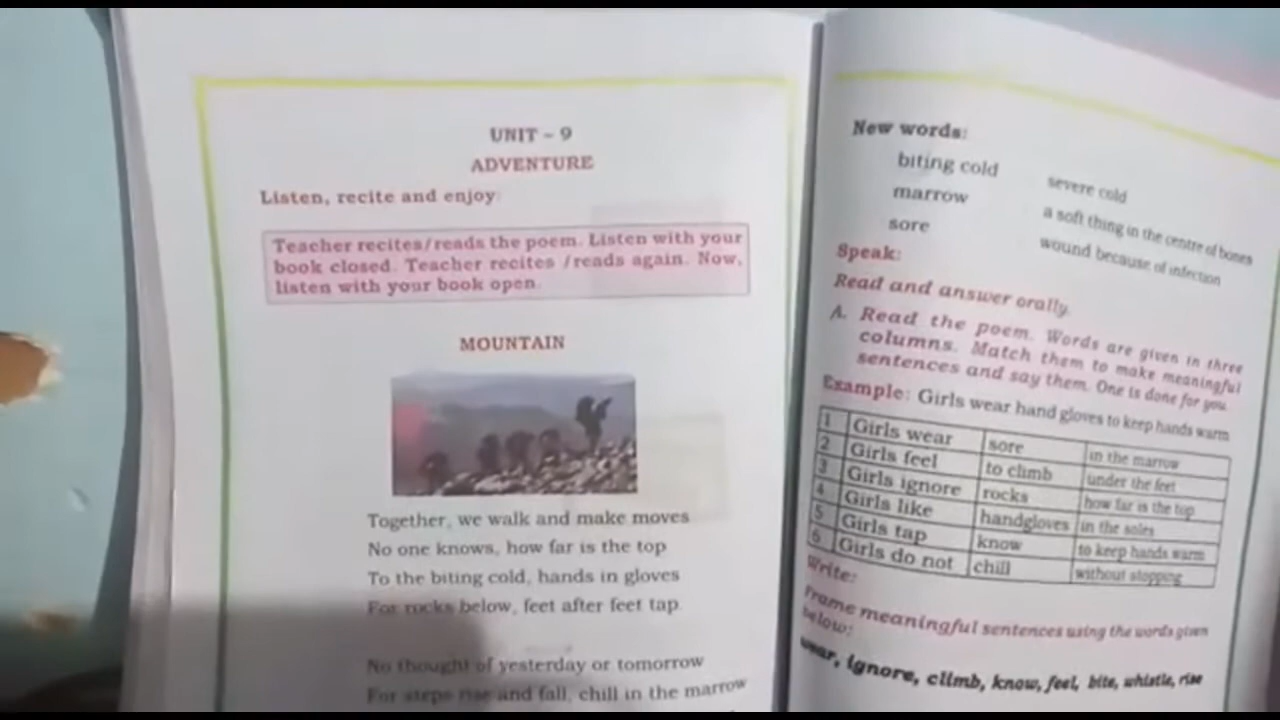 UNIT – 9
ADVENTURE
Listen, recite and enjoy:
Teacher recites/reads the poem. Listen with your
book closed. Teacher recites /reads again. Now,
listen with your book open.
MOUNTAIN
Together, we walk and make moves
No one knows, how far is the top
To the biting cold, hands in gloves
For rocks below, feet after feet tap.
No thought of yesterday or tomorrow
For steps rise and fall, chill in the marrow
New words:
biting cold severe cold
marrow a soft thing in the centre of bones
sore wound because of infection
Speak:
Read and answer orally.
A. Read the poem. Words are given in three
columns. Match them to make meaningful
sentences and say them. One is done for you.
Example: Girls wear hand gloves to keep hands warm
1 Girls wear sore in the marrow
2 Girls feel to climb under the feet
3 Girls ignore rocks how far is the top
4 Girls like handgloves in the soles
5 Girls tap know to keep hands warm
6 Girls do not chill without stopping
Write:
Frame meaningful sentences using the words given
below:
wear, ignore, climb, know, feel, bite, whistle, rise